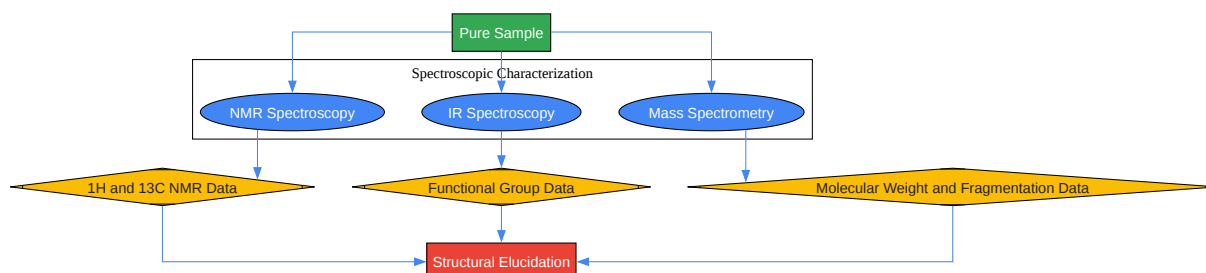 Pure Sample
Spectroscopic Characterization
NMR Spectroscopy
IR Spectroscopy
Mass Spectrometry
1H and 13C NMR Data
Functional Group Data
Molecular Weight and Fragmentation Data
Structural Elucidation